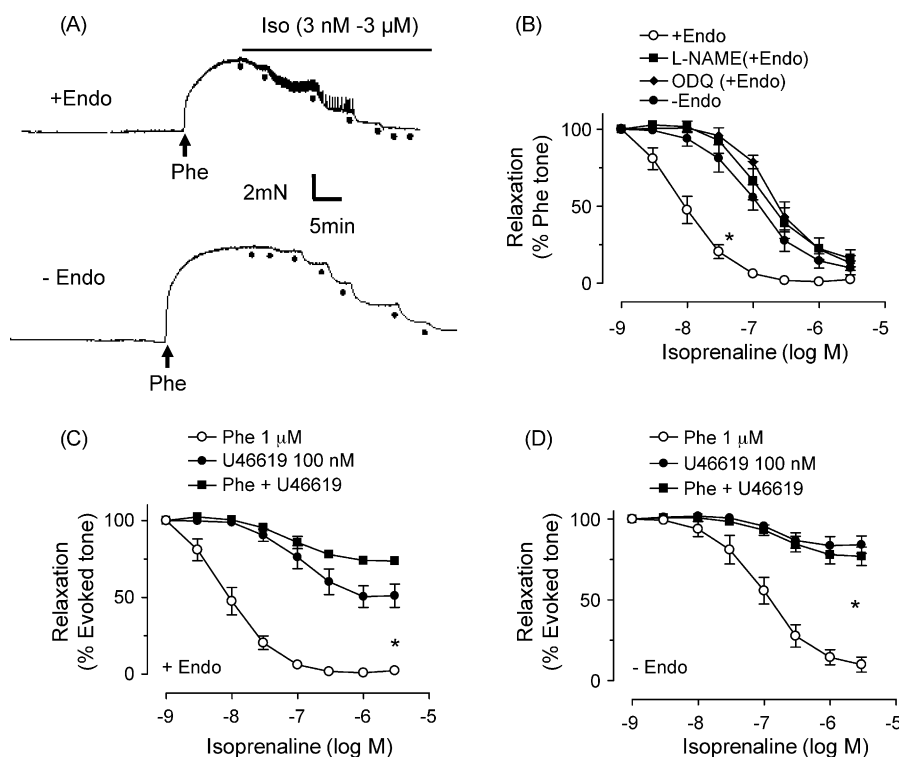 (A)
Iso (3 nM -3 µM)
+Endo
Phe
2mN
5min
- Endo
Phe
(B)
+Endo
L-NAME(+Endo)
ODQ (+Endo)
-Endo
Relaxation
(% Phe tone)
100
50
0
-9 -8 -7 -6 -5
Isoprenaline (log M)
*
(C)
Phe 1 µM
U46619 100 nM
Phe + U46619
Relaxation
(% Evoked tone)
100
50
0
*
+ Endo
-9 -8 -7 -6 -5
Isoprenaline (log M)
(D)
Phe 1 µM
U46619 100 nM
Phe + U46619
Relaxation
(% Evoked tone)
100
50
0
*
- Endo
-9 -8 -7 -6 -5
Isoprenaline (log M)